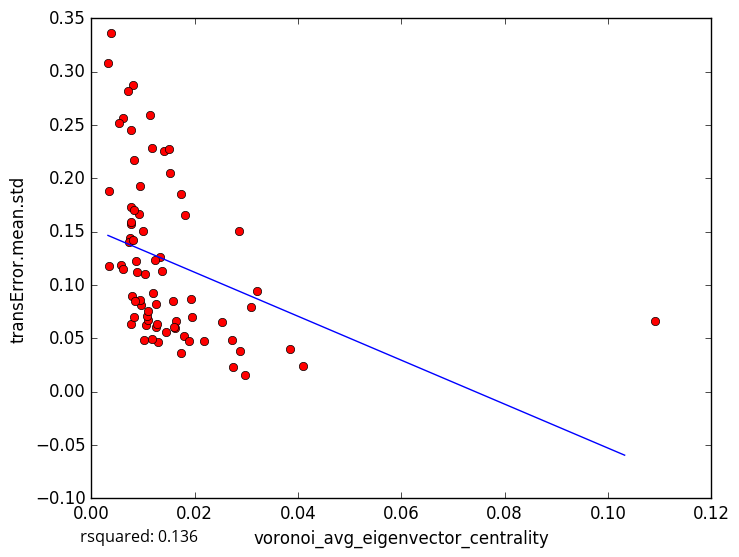 0.35
0.30
0.25
0.20
0.15
0.10
0.05
0.00
−0.05
−0.10
transError.mean.std
0.00 0.02 0.04 0.06 0.08 0.10 0.12
rsquared: 0.136
voronoi_avg_eigenvector_centrality